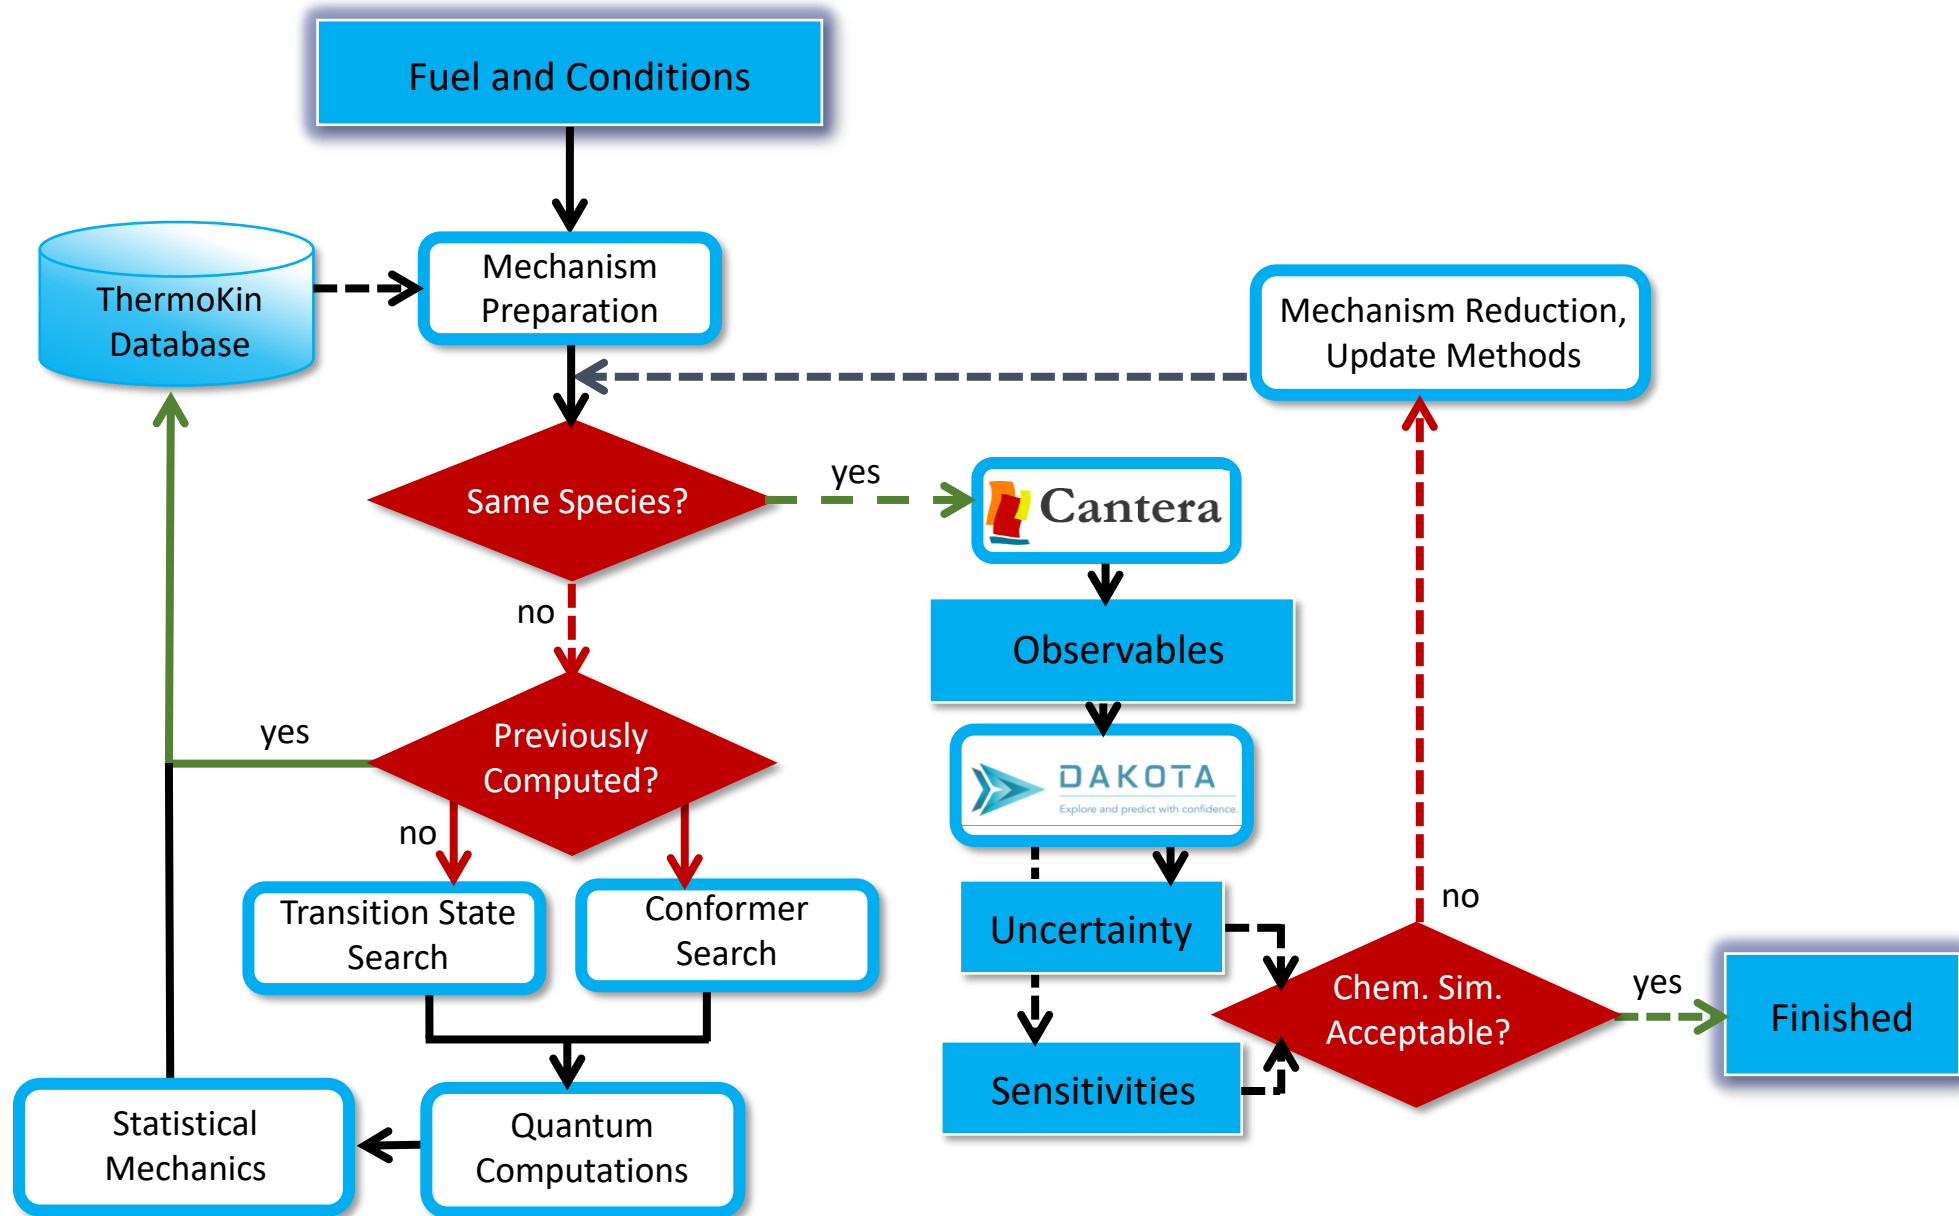 Fuel and Conditions
ThermoKin
Database
Mechanism
Preparation
Mechanism Reduction,
Update Methods
Same Species?
yes
Cantera
no
Observables
Previously
Computed?
yes
no
DAKOTA
Explore and predict with confidence.
Transition State
Search
Conformer
Search
Uncertainty
no
Chem. Sim.
Acceptable?
yes
Finished
Sensitivities
Statistical
Mechanics
Quantum
Computations